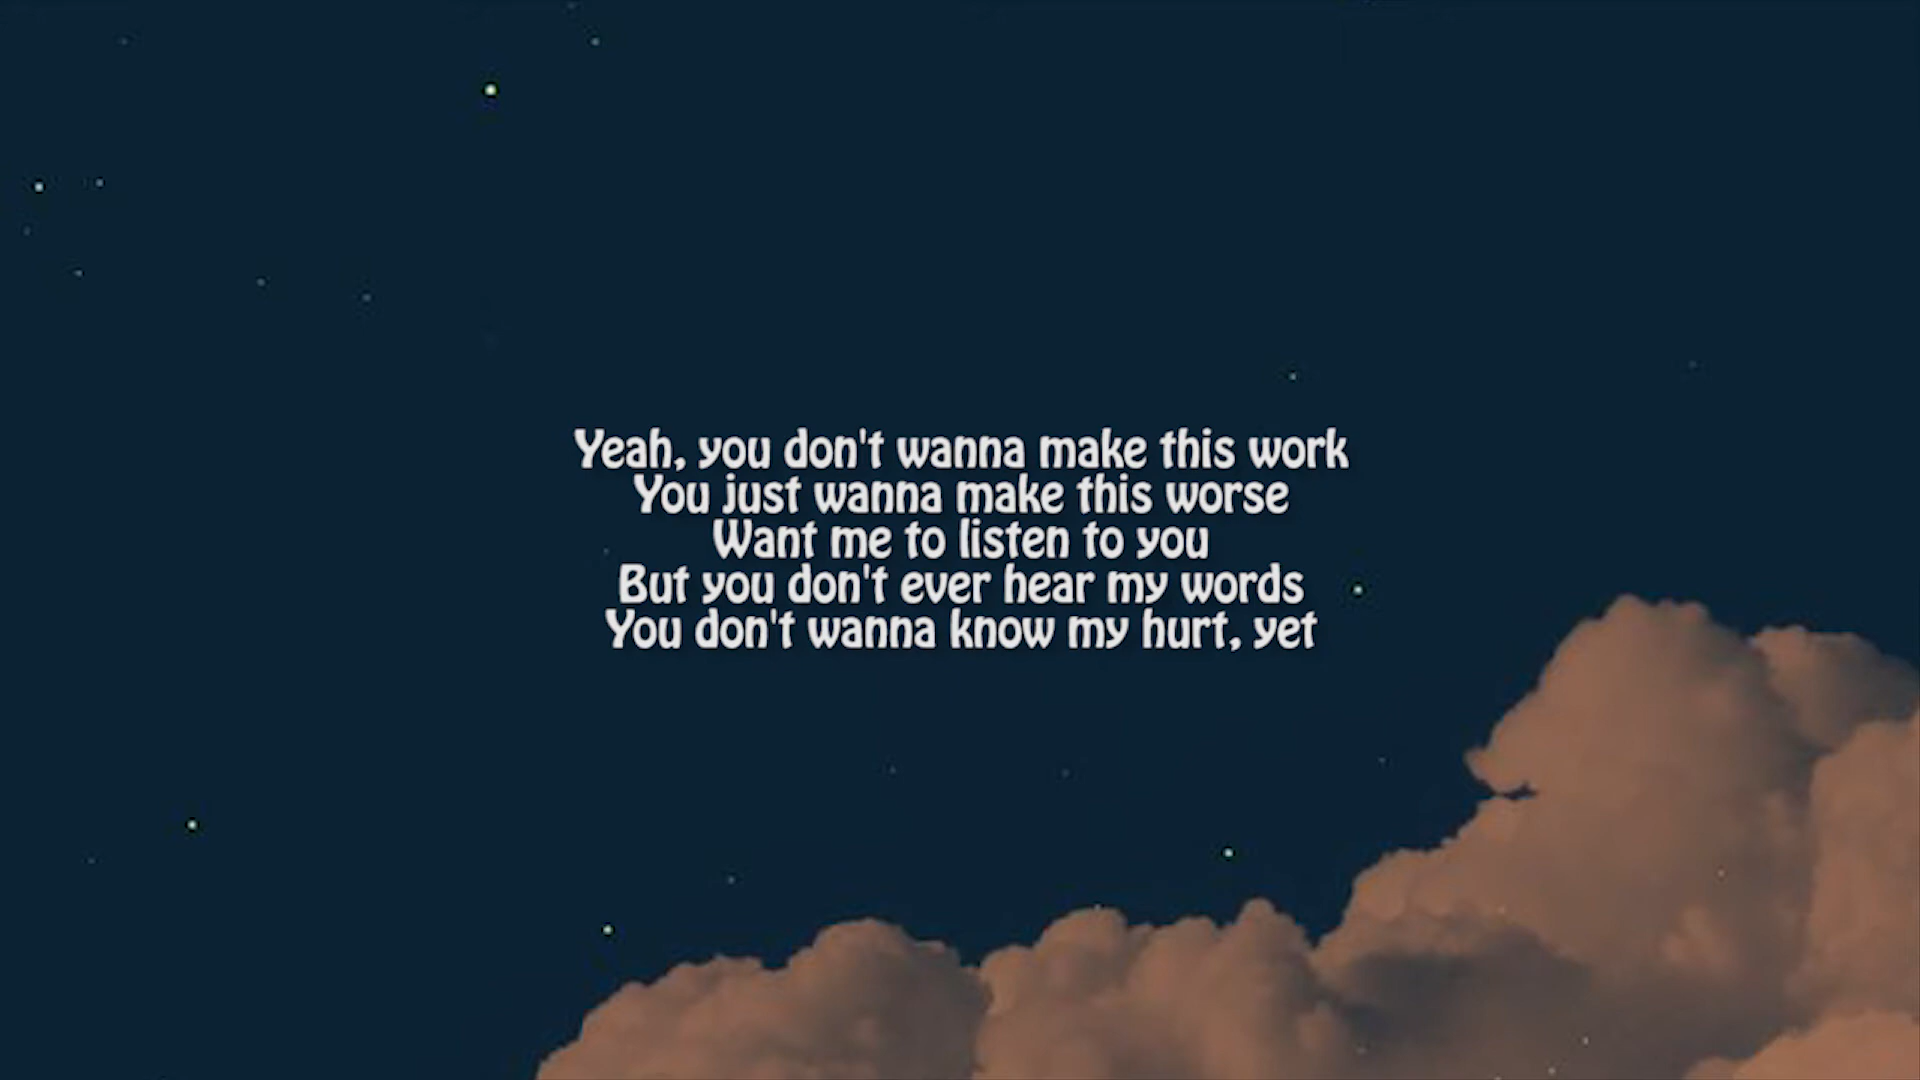 Yeah, you don't wanna make this work
You just wanna make this worse
Want me to listen to you
But you don't ever hear my words
You don't wanna know my hurt, yet